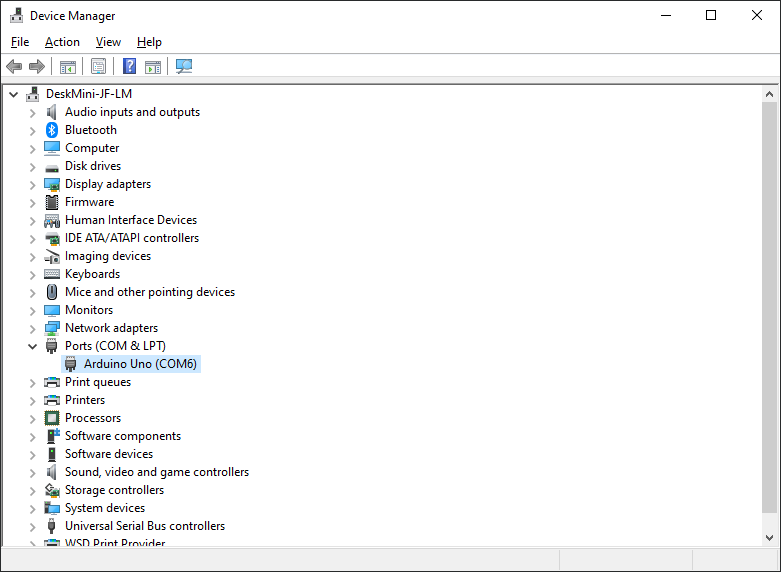 Device Manager
File Action View Help
DeskMini-JF-LM
Audio inputs and outputs
Bluetooth
Computer
Disk drives
Display adapters
Firmware
Human Interface Devices
IDE ATA/ATAPI controllers
Imaging devices
Keyboards
Mice and other pointing devices
Monitors
Network adapters
Ports (COM & LPT)
Arduino Uno (COM6)
Print queues
Printers
Processors
Software components
Software devices
Sound, video and game controllers
Storage controllers
System devices
Universal Serial Bus controllers
WSD Print Provider